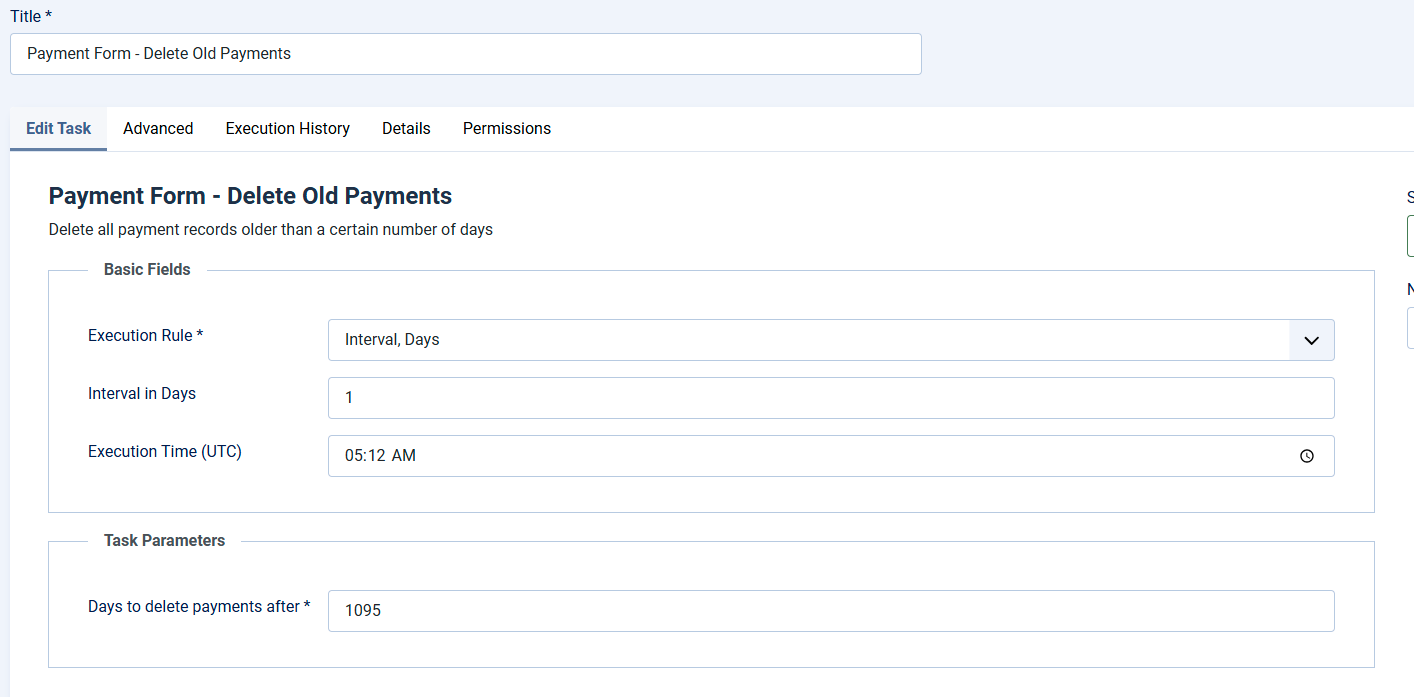 Title *
Payment Form - Delete Old Payments
Edit Task Advanced Execution History Details Permissions
Payment Form - Delete Old Payments
Delete all payment records older than a certain number of days
Basic Fields
Execution Rule * Interval, Days
Interval in Days 1
Execution Time (UTC) 05:12 AM
Task Parameters
Days to delete payments after * 1095